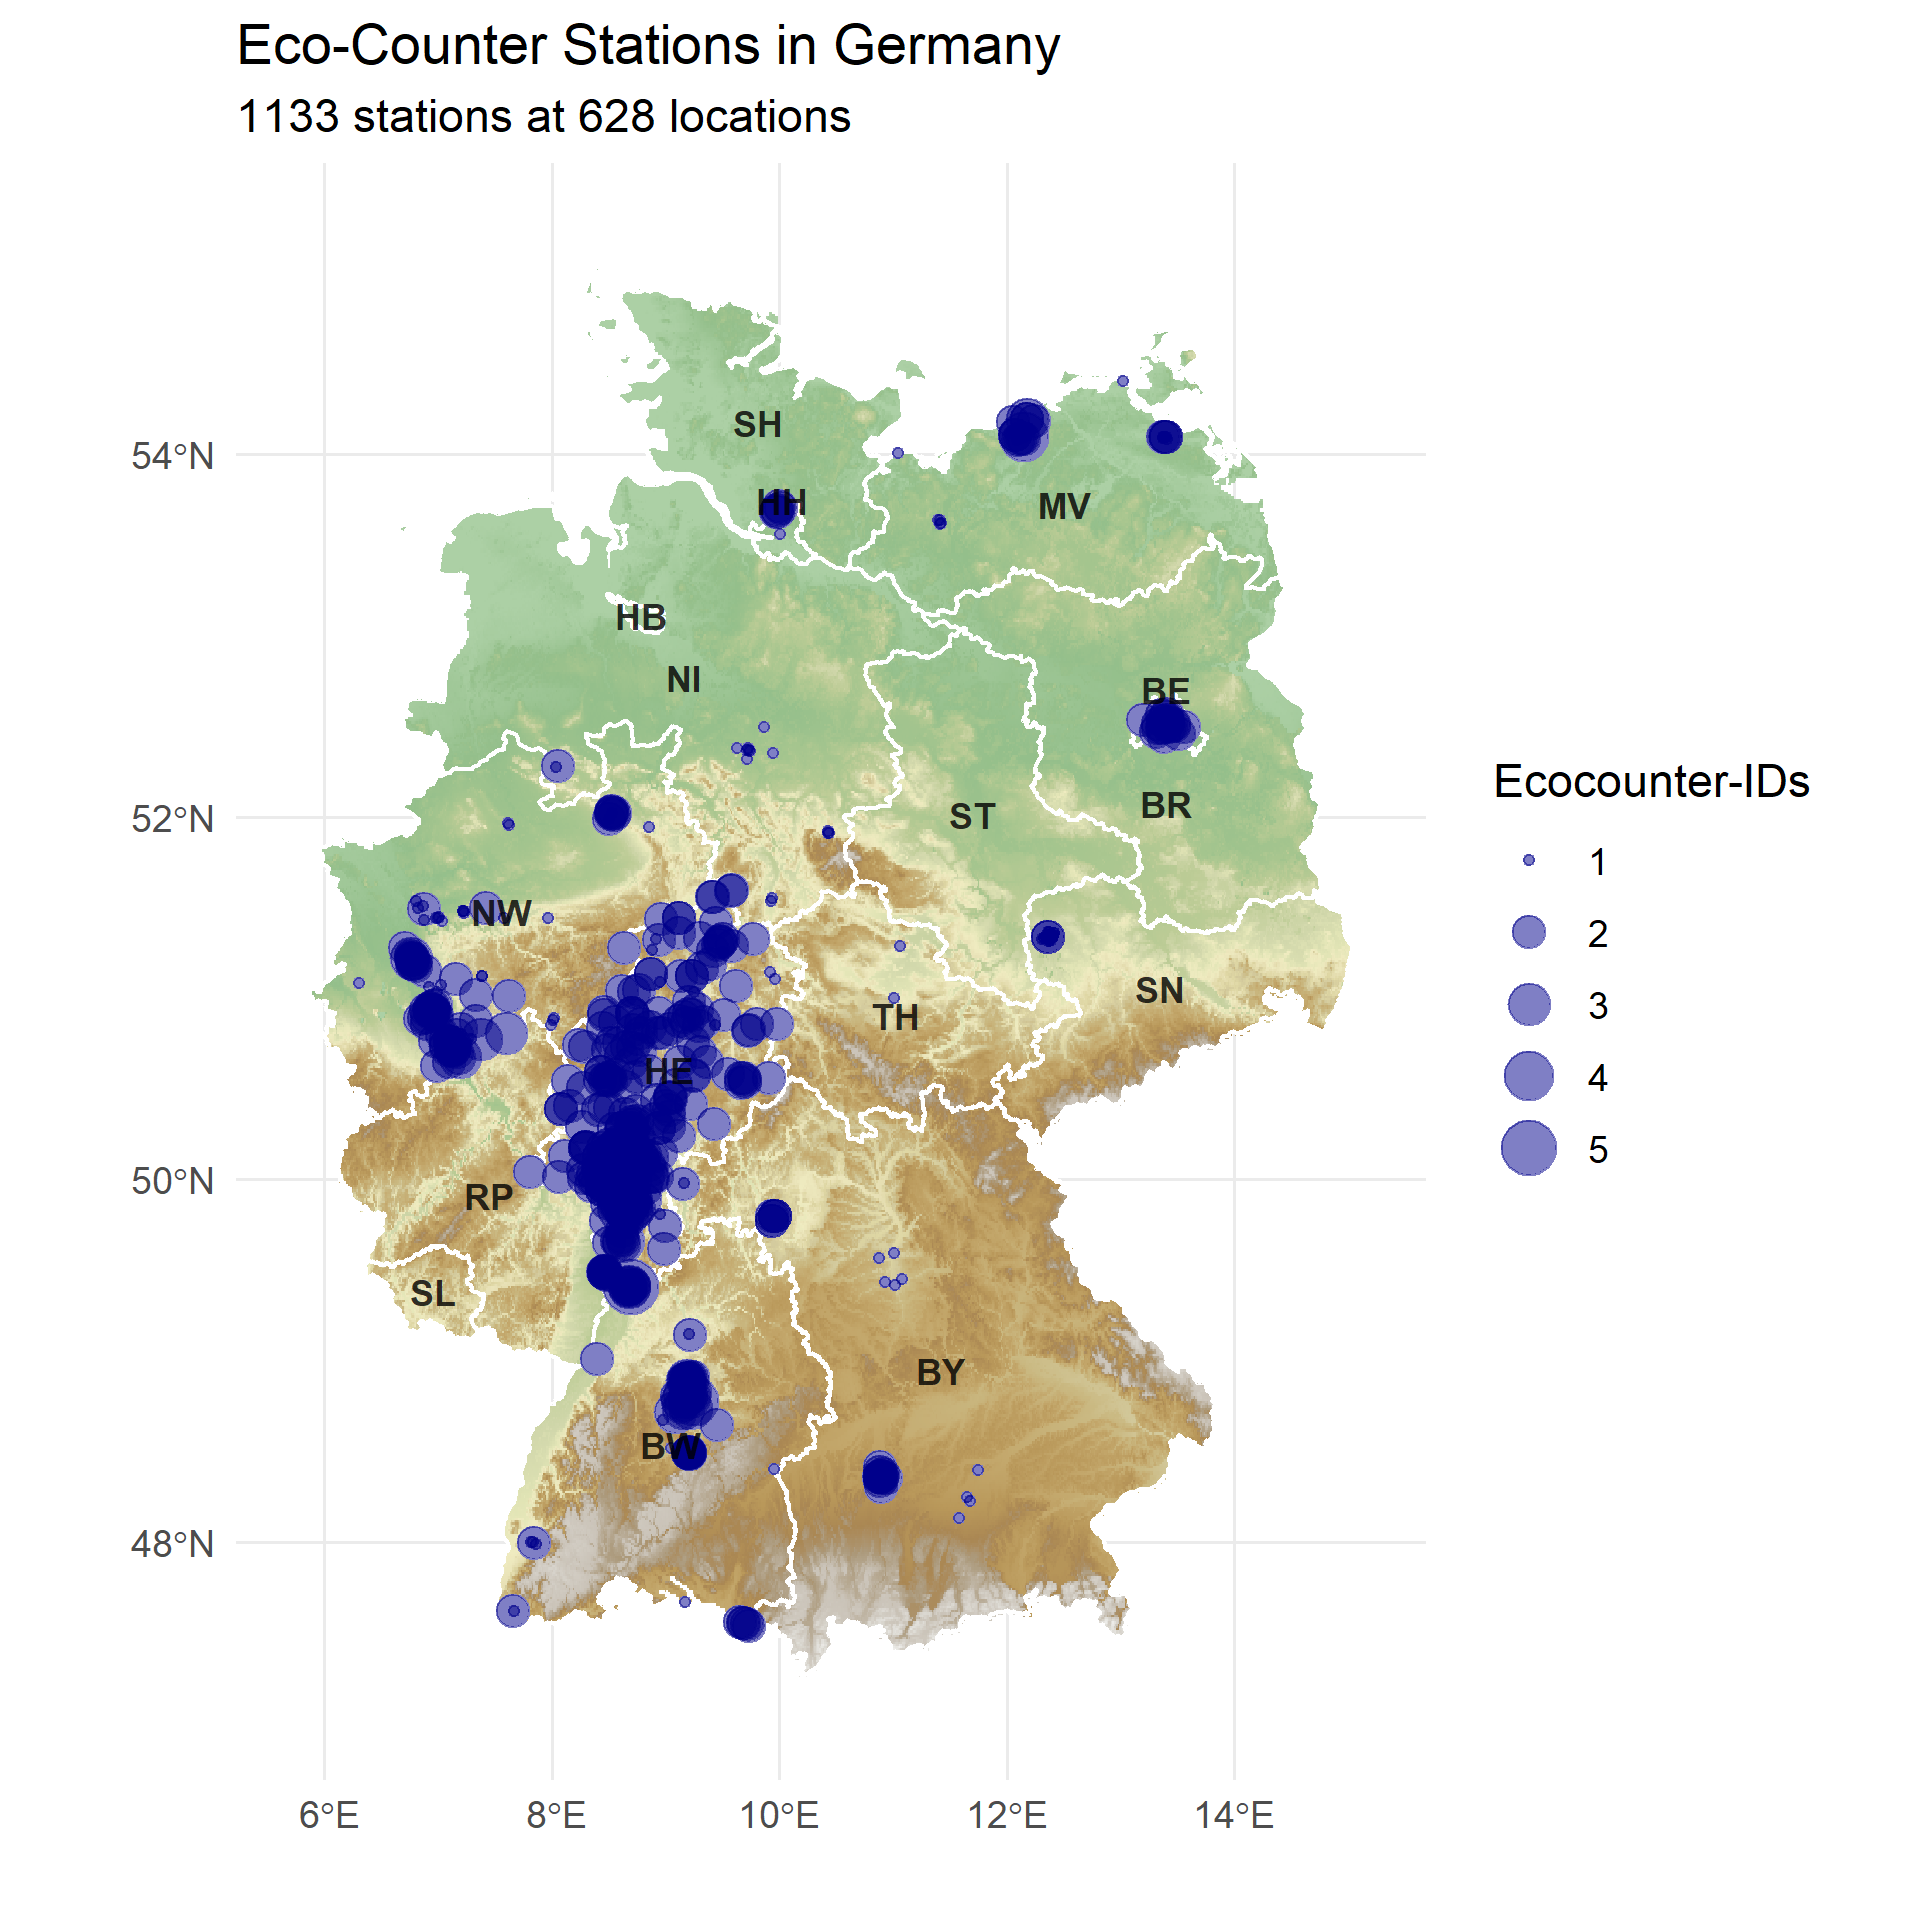 Eco-Counter Stations in Germany
1133 stations at 628 locations
54°N
52°N
50°N
48°N
6°E
8°E
10°E
12°E
14°E
SH
HH
MV
HB
NI
BE
BR
ST
NW
SN
TH
HE
RP
SL
BY
BW
Ecocounter-IDs
1
2
3
4
5